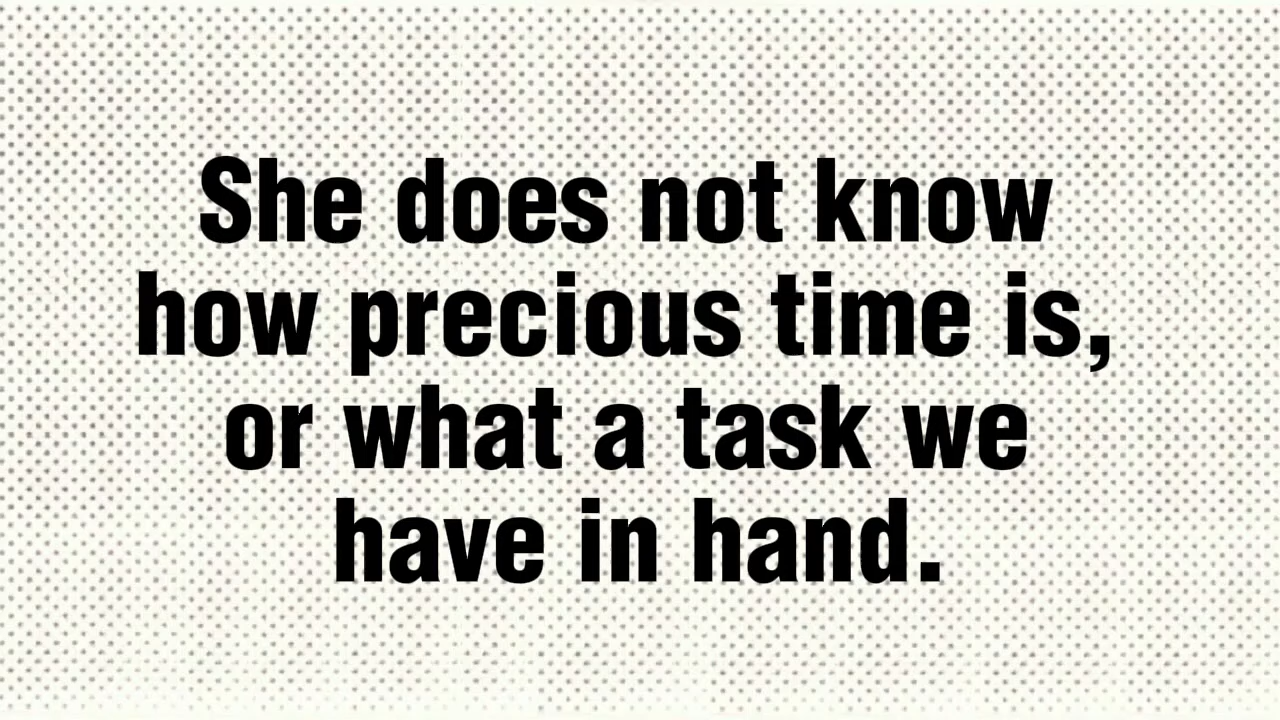 She does not know
how precious time is,
or what a task we
have in hand.